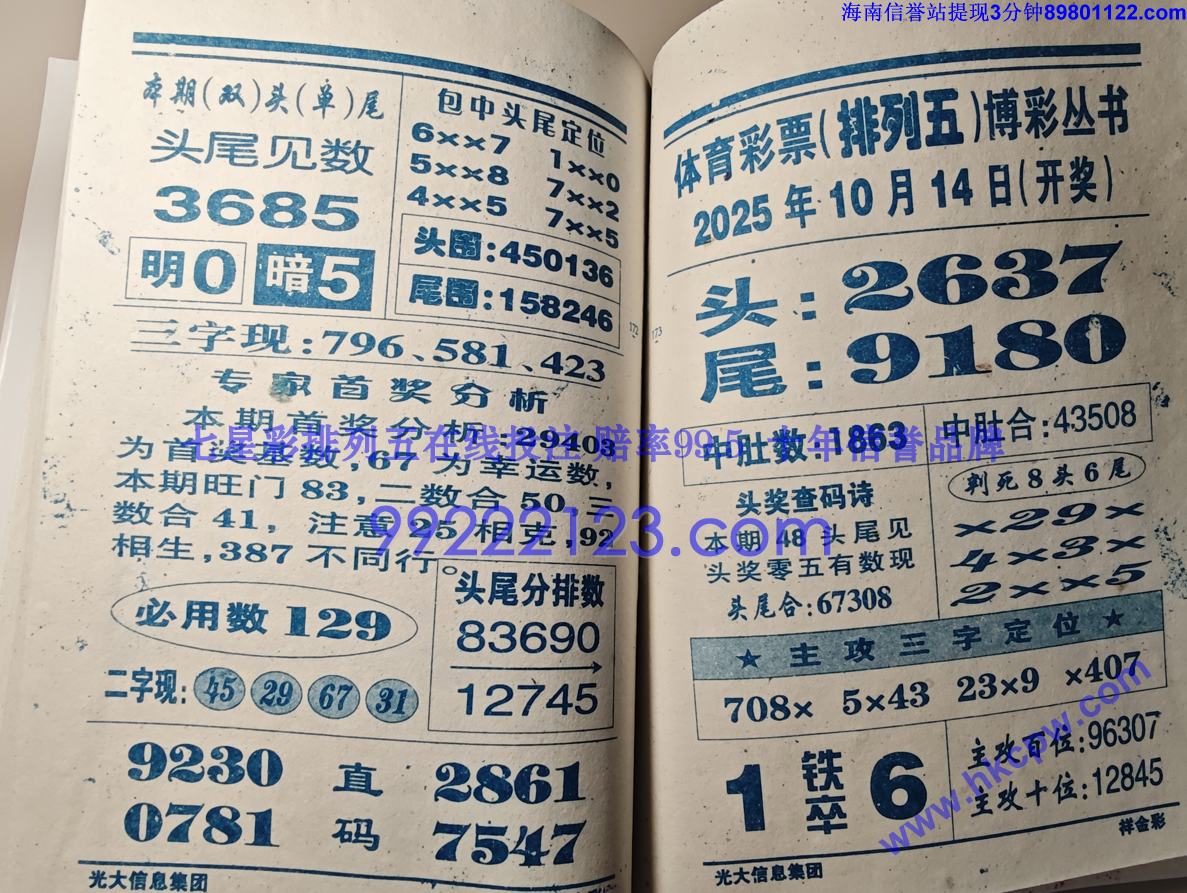 海南信誉站提现3分钟89801122.com
本期(双)头(单)尾
头尾见数
3685
明0 暗5
包中头尾定位
6××7 1××0
5××8 7××2
4××5 7××5
头围:450136
尾围:158246
三字现:796、581、423
专家首奖分析
本期首奖分析:29403
为首奖基数,67为幸运数,
本期旺门83,二数合50,三
数合41, 注意25相克,92
相生,387不同行。
必用数129
二字现: 45 29 67 31
头尾分排数
83690
12745
9230 直 2861
0781 码 7547
光大信息集团
172
173
体育彩票(排列五)博彩丛书
2025年10月14日(开奖)
头:2637
尾:9180
中肚数:1863
中肚合:43508
头奖查码诗
本期48头尾见
头奖零五有数现
头尾合:67308
判死8头6尾
×29×
4×3×
2××5
★主攻三字定位★
708× 5×43 23×9 ×407
1 铁卒 6
主攻百位:96307
主攻十位:12845
祥金彩
光大信息集团
七星彩排列五在线投注 赔率99.5 十年信誉品牌
99222123.com
www.hkcpw.com